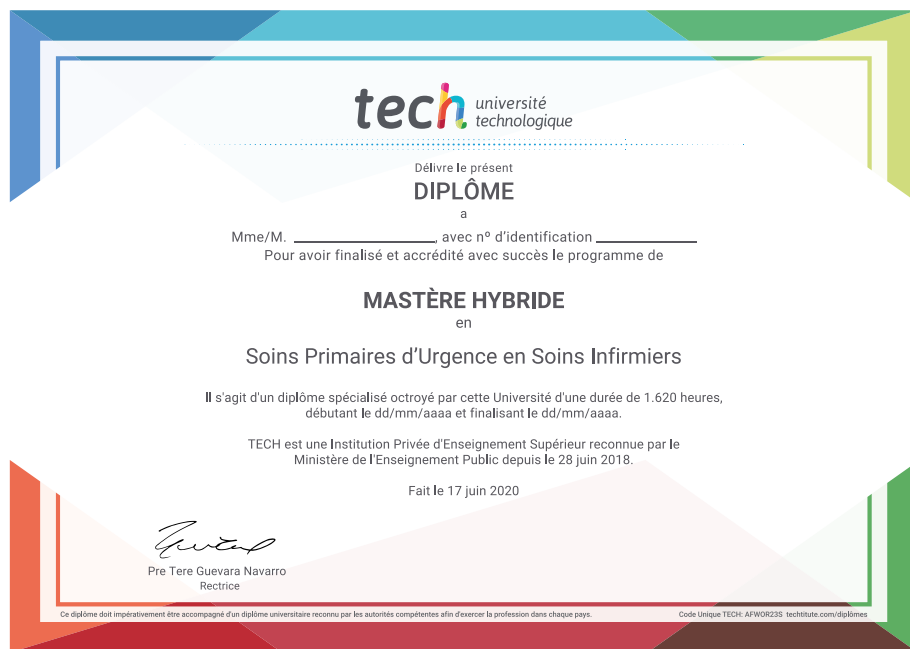 tech université
technologique
Délivre le présent
DIPLÔME
a
Mme/M. , avec nº d'identification
Pour avoir finalisé et accrédité avec succès le programme de
MASTÈRE HYBRIDE
en
Soins Primaires d'Urgence en Soins Infirmiers
Il s'agit d'un diplôme spécialisé octroyé par cette Université d'une durée de 1.620 heures,
débutant le dd/mm/aaaa et finalisant le dd/mm/aaaa.
TECH est une Institution Privée d'Enseignement Supérieur reconnue par le
Ministère de l'Enseignement Public depuis le 28 juin 2018.
Fait le 17 juin 2020
Pre Tere Guevara Navarro
Rectrice
Ce diplôme doit impérativement être accompagné d'un diplôme universitaire reconnu par les autorités compétentes afin d'exercer la profession dans chaque pays.
Code Unique TECH: AFWOR23S techtitute.com/diplômes